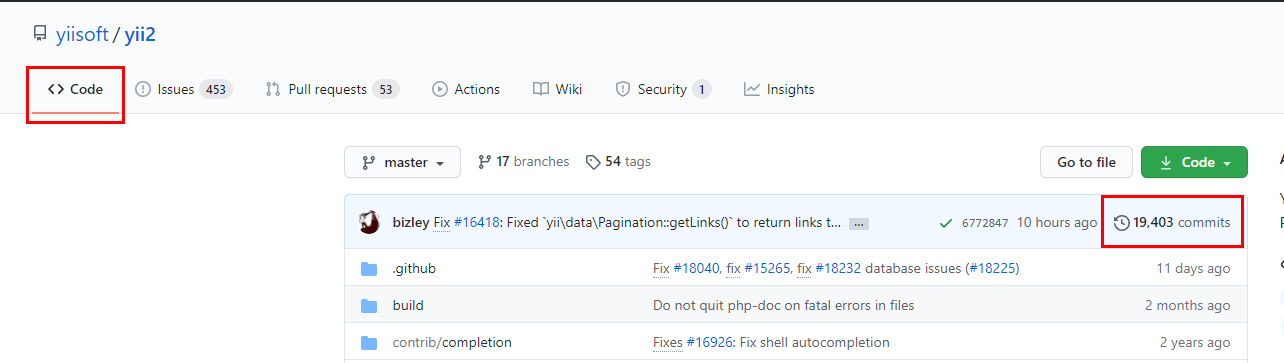 yiisoft / yii2
Code Issues 453 Pull requests 53 Actions Wiki Security 1 Insights
master 17 branches 54 tags Go to file Code
bizley Fix #16418: Fixed `yii\data\Pagination::getLinks()` to return links t... ... 6772847 10 hours ago 19,403 commits
.github Fix #18040, fix #15265, fix #18232 database issues (#18225) 11 days ago
build Do not quit php-doc on fatal errors in files 2 months ago
contrib/completion Fixes #16926: Fix shell autocompletion 2 years ago